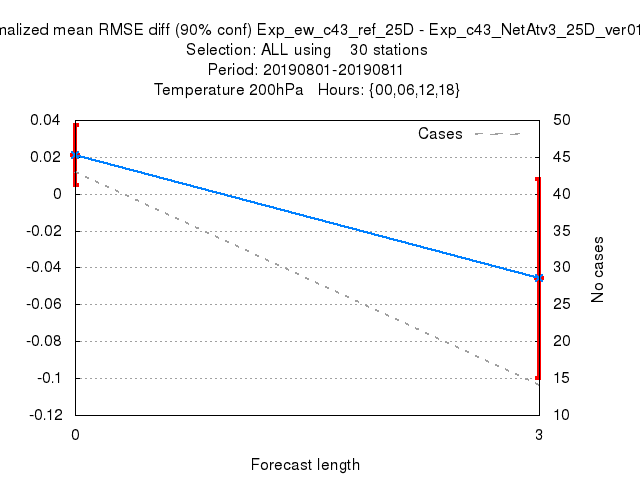 malized mean RMSE diff (90% conf) Exp_ew_c43_ref_25D - Exp_c43_NetAtv3_25D_ver01
Selection: ALL using 30 stations
Period: 20190801-20190811
Temperature 200hPa Hours: {00,06,12,18}
Cases
0.04
0.02
0
-0.02
-0.04
-0.06
-0.08
-0.1
-0.12
50
45
40
35
30
25
20
15
10
No cases
0 3
Forecast length